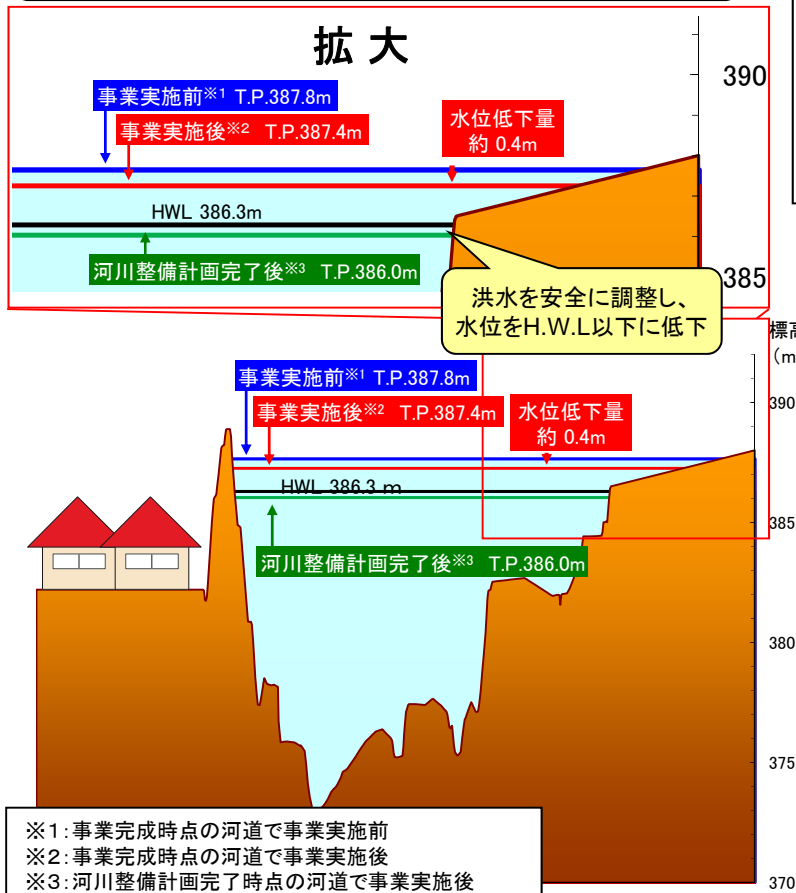 拡 大
390
事業実施前※1 T.P.387.8m
事業実施後※2 T.P.387.4m
水位低下量
約 0.4m
HWL 386.3m
河川整備計画完了後※3 T.P.386.0m
385
洪水を安全に調整し、
水位をH.W.L以下に低下
標高
(m
事業実施前※1 T.P.387.8m
390
事業実施後※2 T.P.387.4m
水位低下量
約 0.4m
HWL 386.3 m
385
河川整備計画完了後※3 T.P.386.0m
380
375
※1:事業完成時点の河道で事業実施前
※2:事業完成時点の河道で事業実施後
※3:河川整備計画完了時点の河道で事業実施後
370